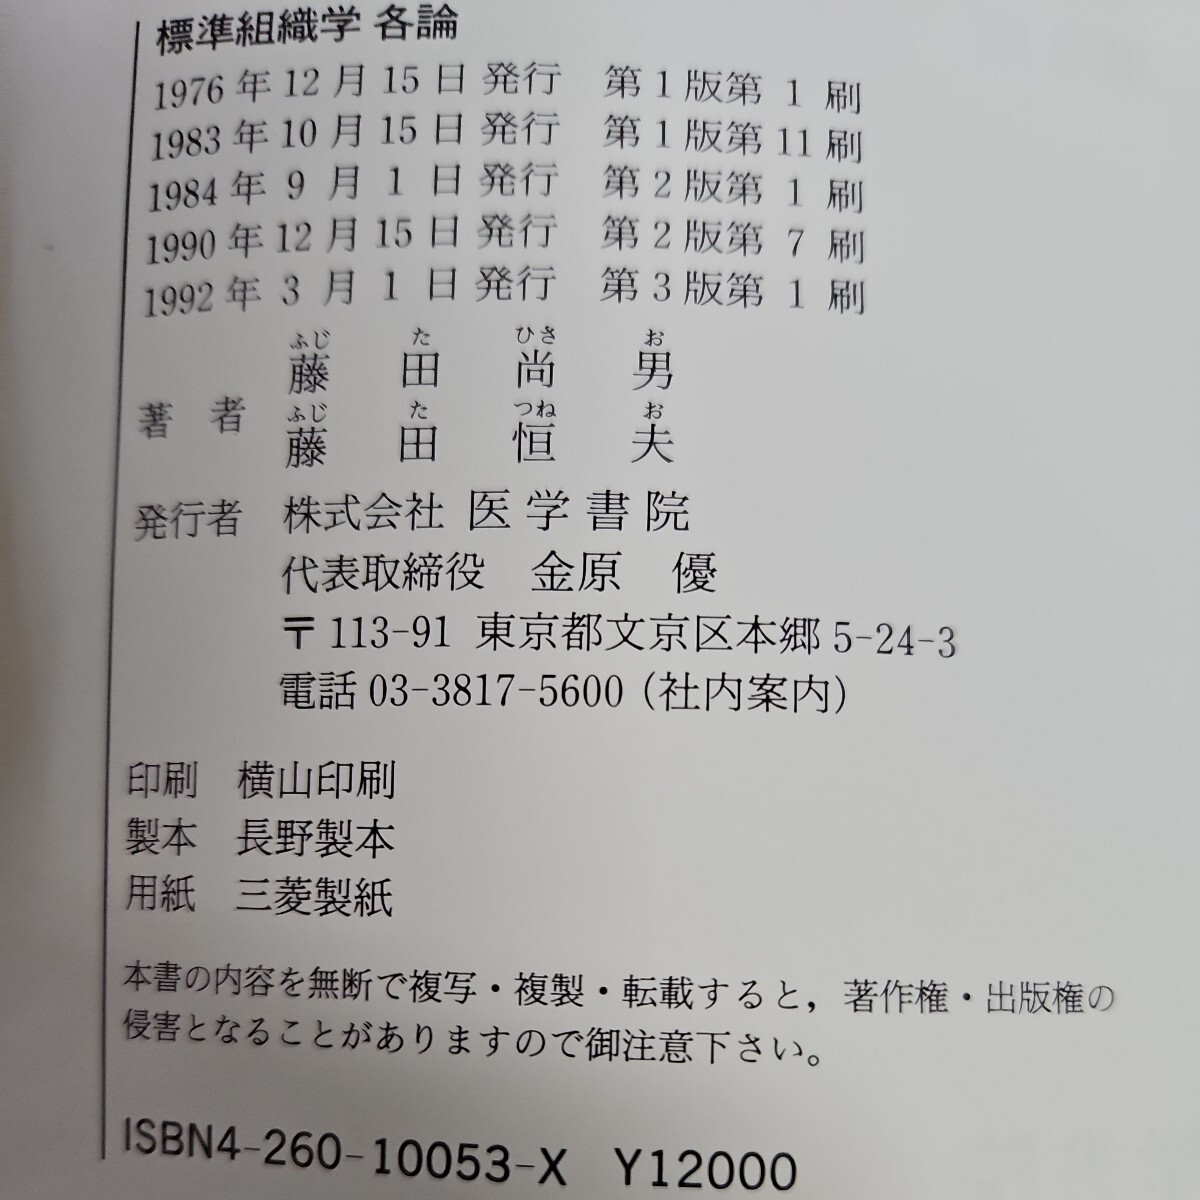 標準組織学 各論
1976年12月15日発行 第1版第1刷
1983年10月15日発行 第1版第11刷
1984年9月1日発行 第2版第1刷
1990年12月15日発行 第2版第7刷
1992年3月1日発行 第3版第1刷
ふじ た ひさ お
藤田尚男
著者
ふじ た つね お
藤田恒夫
発行者 株式会社 医学書院
代表取締役 金原 優
〒113-91 東京都文京区本郷5-24-3
電話03-3817-5600(社内案内)
印刷 横山印刷
製本 長野製本
用紙 三菱製紙
本書の内容を無断で複写・複製・転載すると,著作権・出版権の
侵害となることがありますので御注意下さい。
ISBN4-260-10053-X Y12000